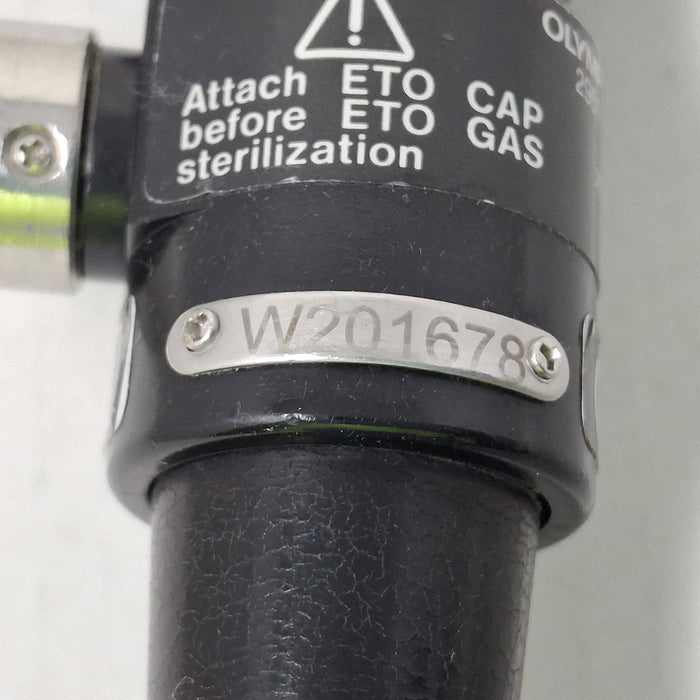 Attach ETO CAP
before ETO GAS
sterilization
W201678